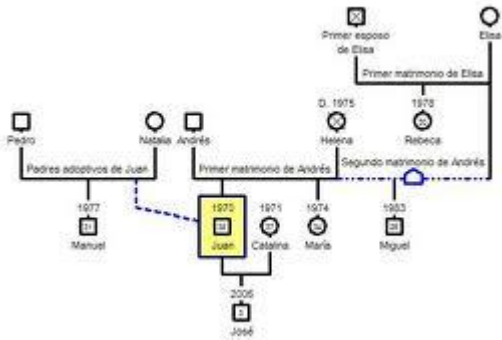 Primer esposo
de Elisa
Elisa
Primer matrimonio de Elisa
D. 1975
1978
Pedro
Natalia
Andrés
Helena
Rebeca
Padres adoptivos de Juan
Primer matrimonio de Andrés
Segundo matrimonio de Andrés
1977
1971
1974
1983
Manuel
Juan
Catalina
María
Miguel
José